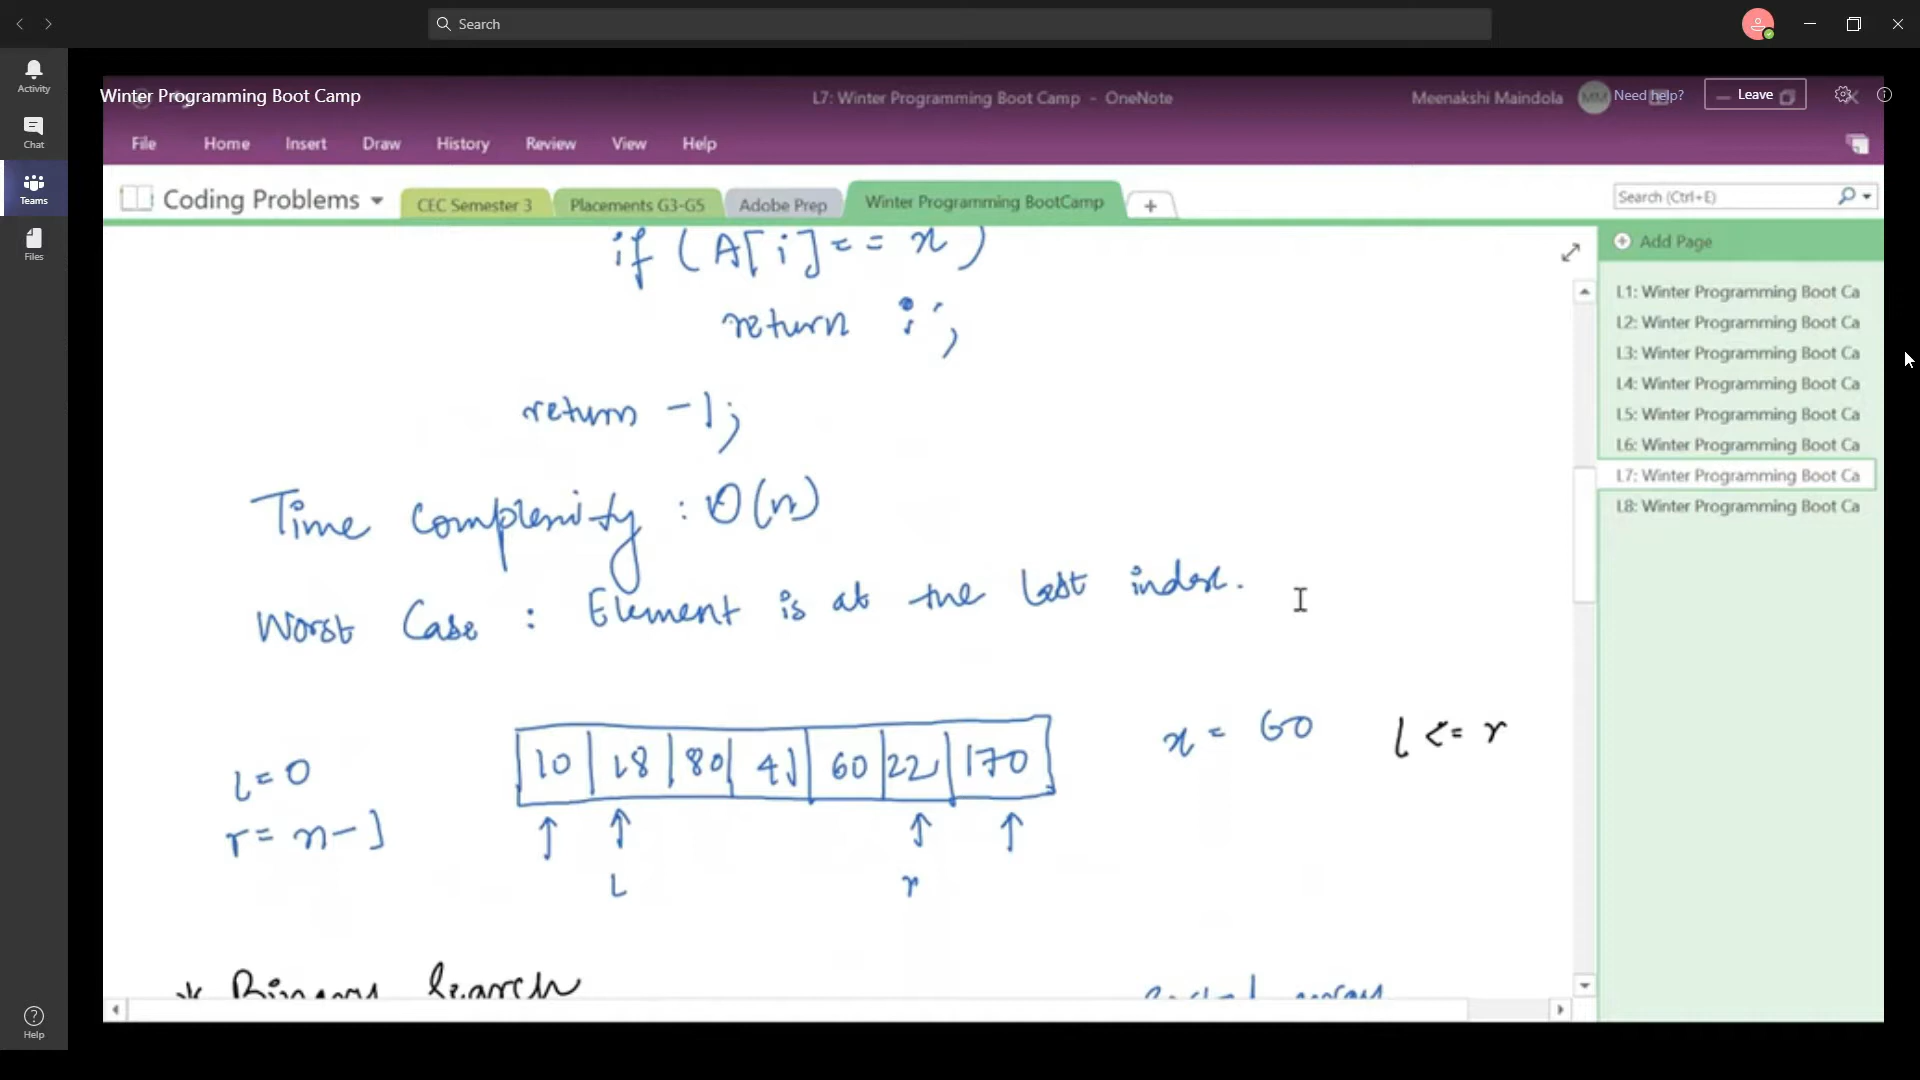 Search
Activity
Chat
Teams
Files
Help
Winter Programming Boot Camp
L7: Winter Programming Boot Camp - OneNote
Meenakshi Maindola
MM
Need help?
Leave
File Home Insert Draw History Review View Help
Coding Problems
CEC Semester 3
Placements G3-G5
Adobe Prep
Winter Programming BootCamp
+
Search (Ctrl+E)
Add Page
L1: Winter Programming Boot Ca
L2: Winter Programming Boot Ca
L3: Winter Programming Boot Ca
L4: Winter Programming Boot Ca
L5: Winter Programming Boot Ca
L6: Winter Programming Boot Ca
L7: Winter Programming Boot Ca
L8: Winter Programming Boot Ca
if (A[i] == x)
return i;
return -1;
Time complexity : O(n)
Worst Case : Element is at the last index.
l = 0
r = n-1
10 18 80 41 60 22 170
x = 60
l <= r
L r
* Binary Search
Sorted array